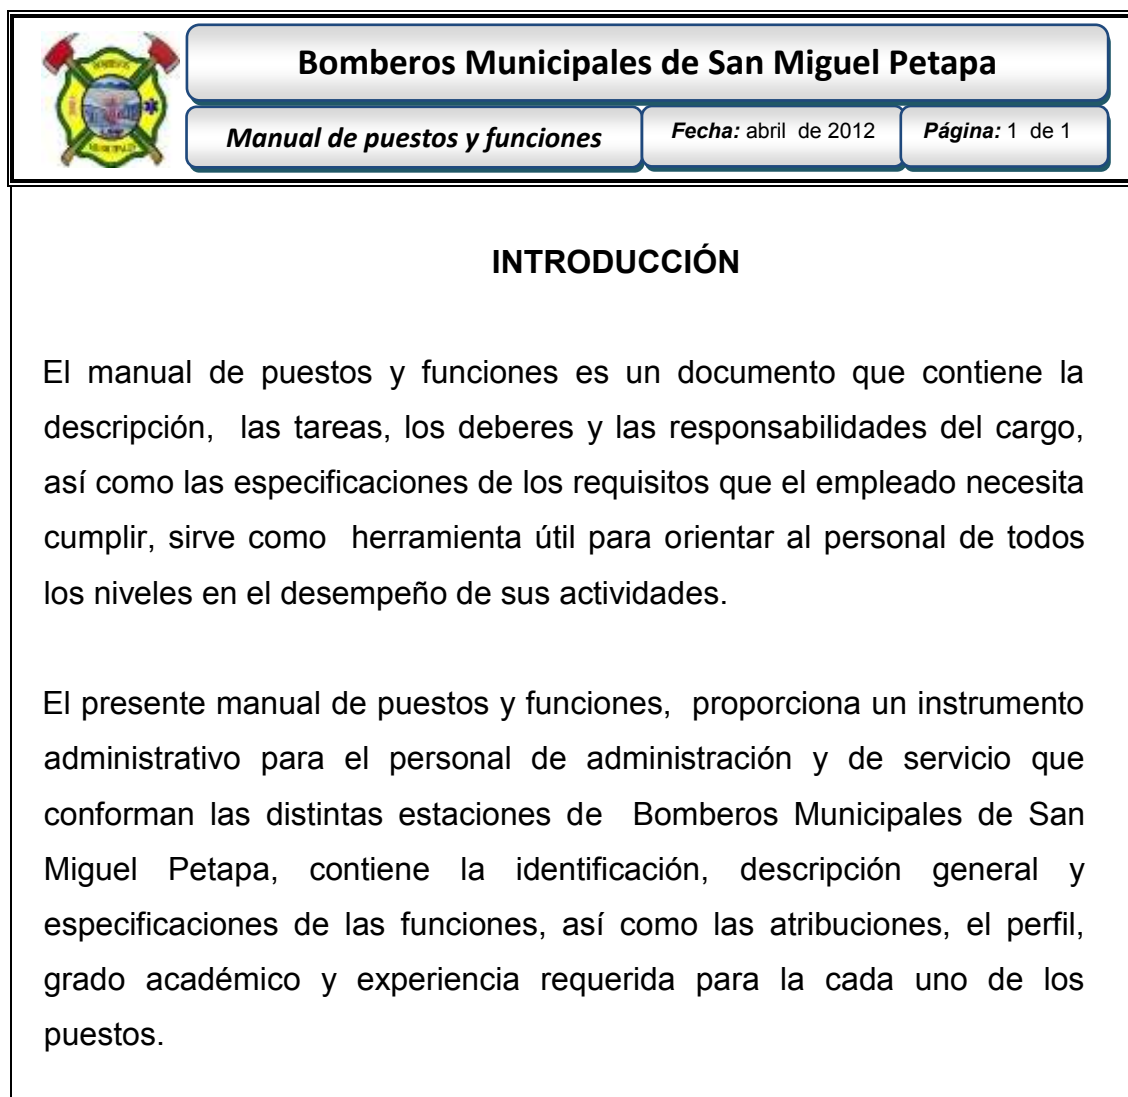 BOMBEROS
MUNICIPALES
Bomberos Municipales de San Miguel Petapa
Manual de puestos y funciones
Fecha: abril de 2012
Página: 1 de 1
INTRODUCCIÓN
El manual de puestos y funciones es un documento que contiene la
descripción, las tareas, los deberes y las responsabilidades del cargo,
así como las especificaciones de los requisitos que el empleado necesita
cumplir, sirve como herramienta útil para orientar al personal de todos
los niveles en el desempeño de sus actividades.
El presente manual de puestos y funciones, proporciona un instrumento
administrativo para el personal de administración y de servicio que
conforman las distintas estaciones de Bomberos Municipales de San
Miguel Petapa, contiene la identificación, descripción general y
especificaciones de las funciones, así como las atribuciones, el perfil,
grado académico y experiencia requerida para la cada uno de los
puestos.